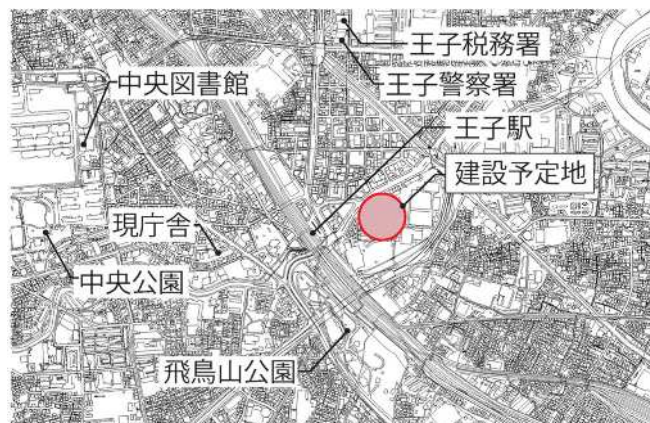 王子税務署
王子警察署
中央図書館
王子駅
建設予定地
現庁舎
中央公園
飛鳥山公園